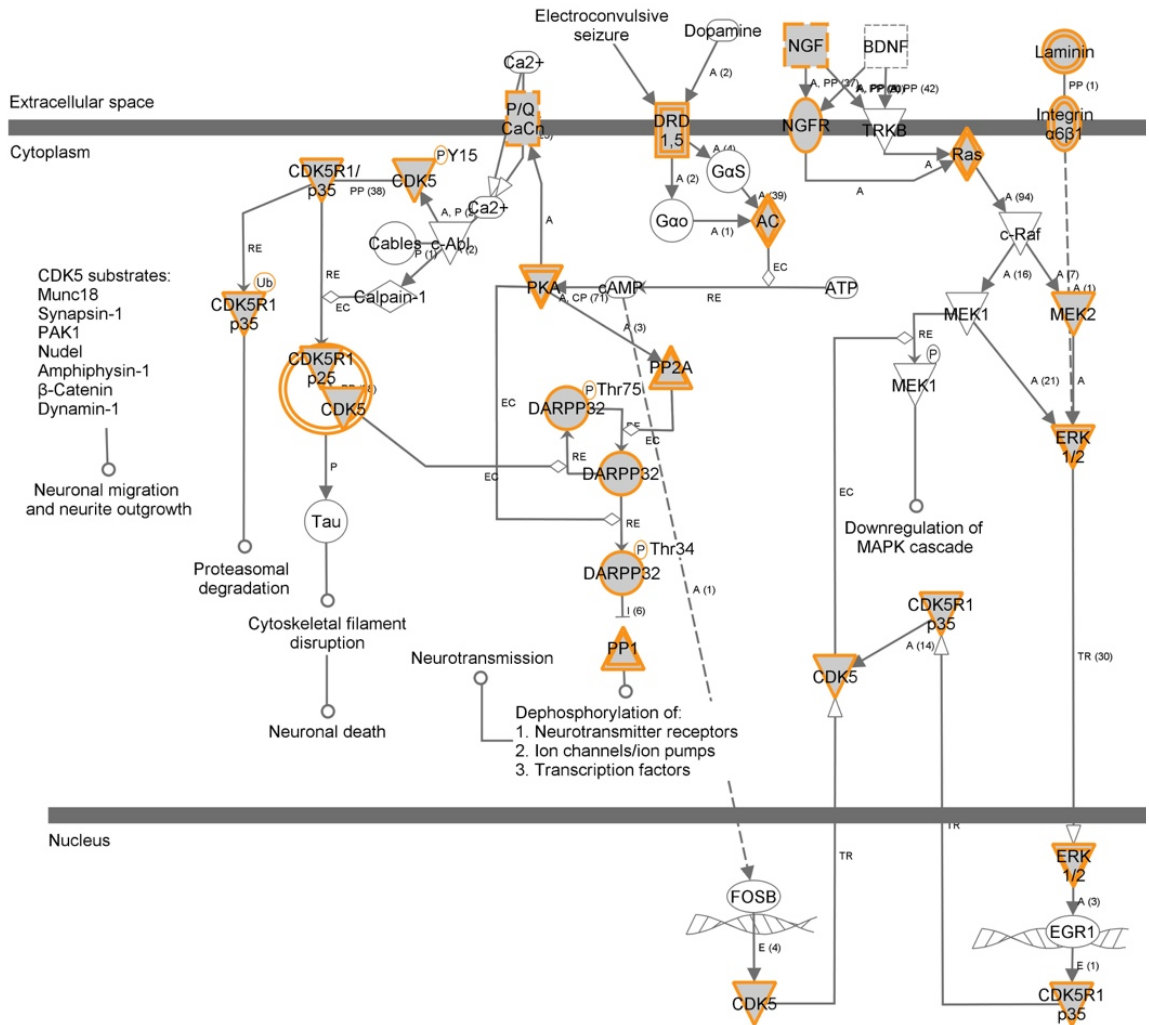 Electroconvulsive
seizure
Dopamine
NGF
BDNF
Laminin
Ca2+
A (2)
A, PP (37)
PP (42)
PP (1)
Extracellular space
P/Q
CaCn
DRD
1,5
NGFR
TRKB
Integrin
α6β1
Cytoplasm
P
Y15
CDK5R1/
p35
PP (38)
CDK5
GαS
Ras
A
A
A (2)
A (39)
A (94)
Ca2+
A, P (2
Cables
c-Abl
P (1)
A (2)
Gαo
A (1)
AC
c-Raf
RE
RE
A
EC
A (16)
A (7)
CDK5 substrates:
Munc18
Synapsin-1
PAK1
Nudel
Amphiphysin-1
β-Catenin
Dynamin-1
Ub
CDK5R1
p35
EC
Calpain-1
PKA
A, CP (71)
cAMP
RE
ATP
MEK1
MEK2
A (1)
A (3)
RE
P
MEK1
CDK5R1
p25
CDK5
PP2A
P
Thr75
DARPP32
EC
A (21)
A
RE
EC
ERK
1/2
P
EC
DARPP32
EC
Neuronal migration
and neurite outgrowth
Tau
RE
Downregulation of
MAPK cascade
P
Thr34
DARPP32
Proteasomal
degradation
A (1)
I (6)
CDK5R1
p35
Cytoskeletal filament
disruption
PP1
A (14)
Neurotransmission
CDK5
TR (30)
Neuronal death
Dephosphorylation of:
1. Neurotransmitter receptors
2. Ion channels/ion pumps
3. Transcription factors
Nucleus
TR
TR
ERK
1/2
FOSB
A (3)
EGR1
E (4)
E (1)
CDK5
CDK5R1
p35